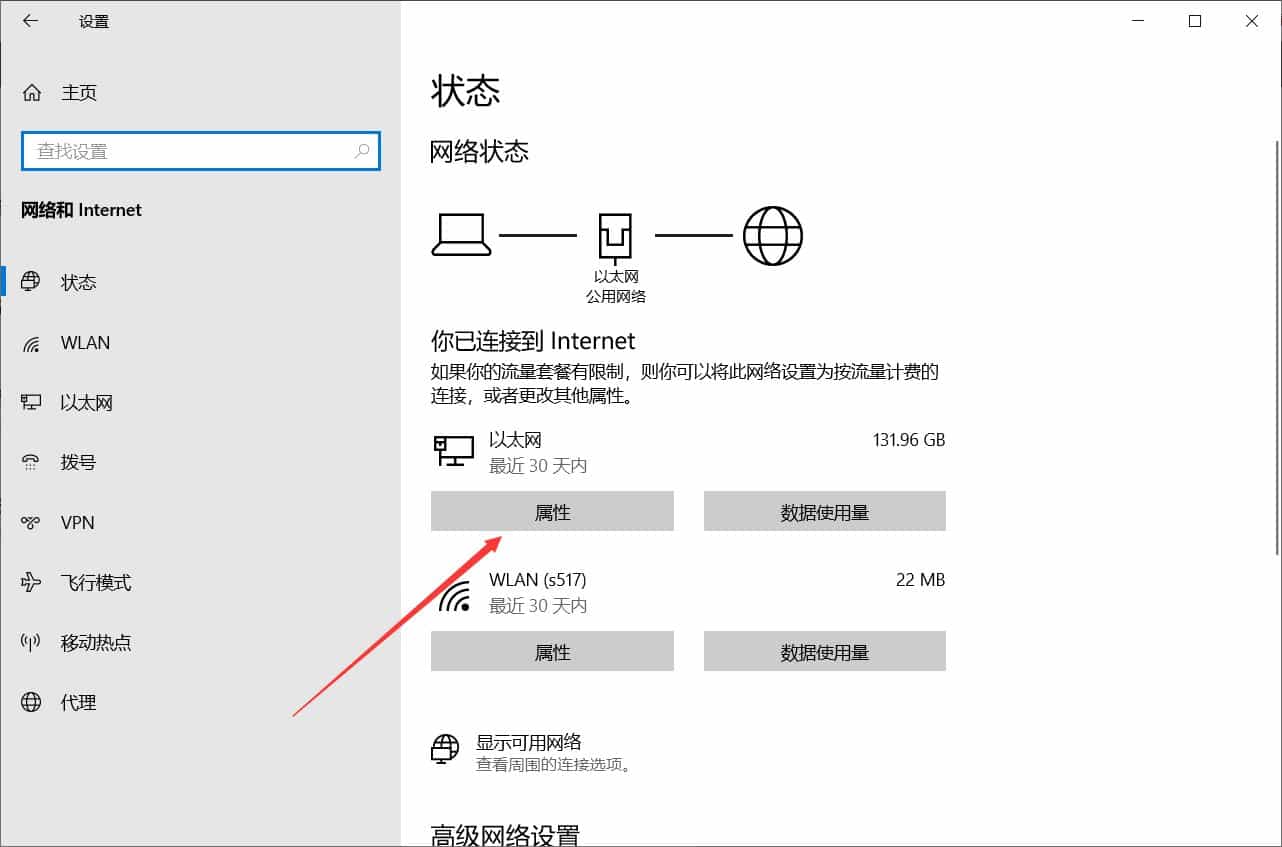 设置
主页
查找设置
网络和 Internet
状态
WLAN
以太网
拨号
VPN
飞行模式
移动热点
代理
状态
网络状态
以太网
公用网络
你已连接到 Internet
如果你的流量套餐有限制，则你可以将此网络设置为按流量计费的
连接，或者更改其他属性。
以太网 131.96 GB
最近 30 天内
属性 数据使用量
WLAN (s517) 22 MB
最近 30 天内
属性 数据使用量
显示可用网络
查看周围的连接选项。
高级网络设置